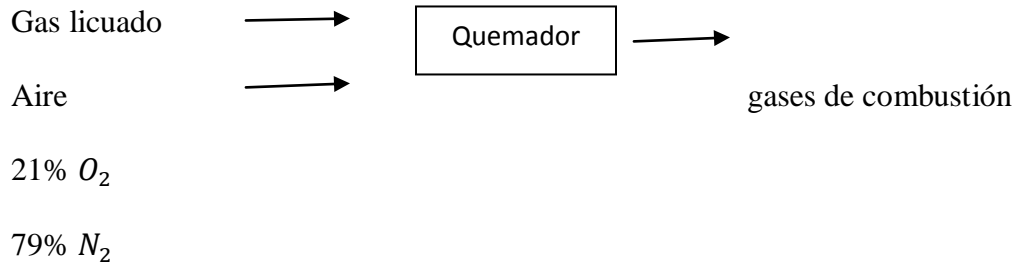 Gas licuado
Quemador
Aire
gases de combustión
21% O₂
79% N₂